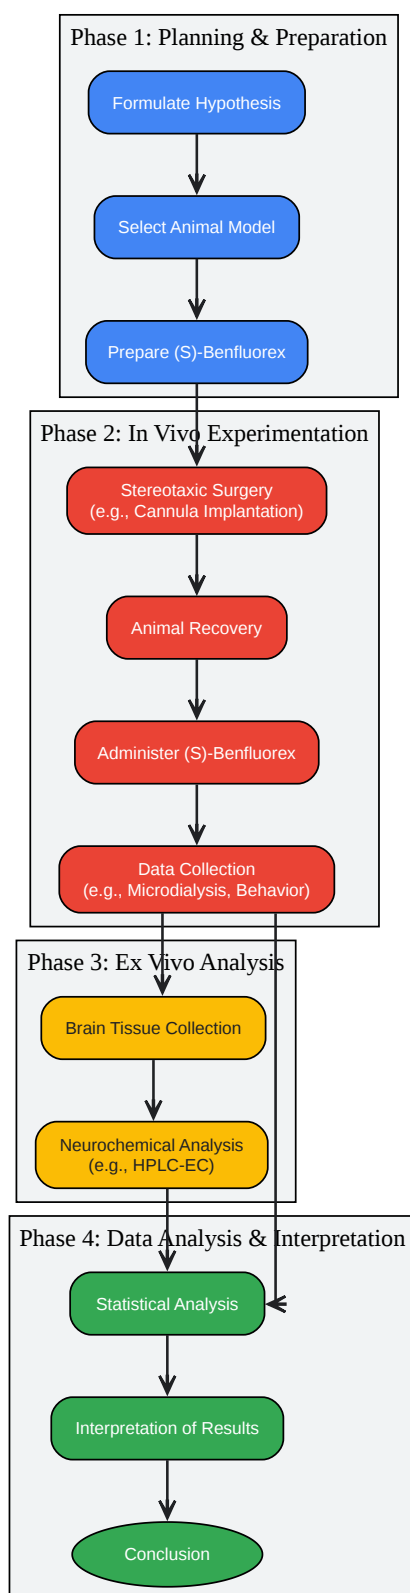 Phase 1: Planning & Preparation
Formulate Hypothesis
Select Animal Model
Prepare (S)-Benfluorex
Phase 2: In Vivo Experimentation
Stereotaxic Surgery
(e.g., Cannula Implantation)
Animal Recovery
Administer (S)-Benfluorex
Data Collection
(e.g., Microdialysis, Behavior)
Phase 3: Ex Vivo Analysis
Brain Tissue Collection
Neurochemical Analysis
(e.g., HPLC-EC)
Phase 4: Data Analysis & Interpretation
Statistical Analysis
Interpretation of Results
Conclusion